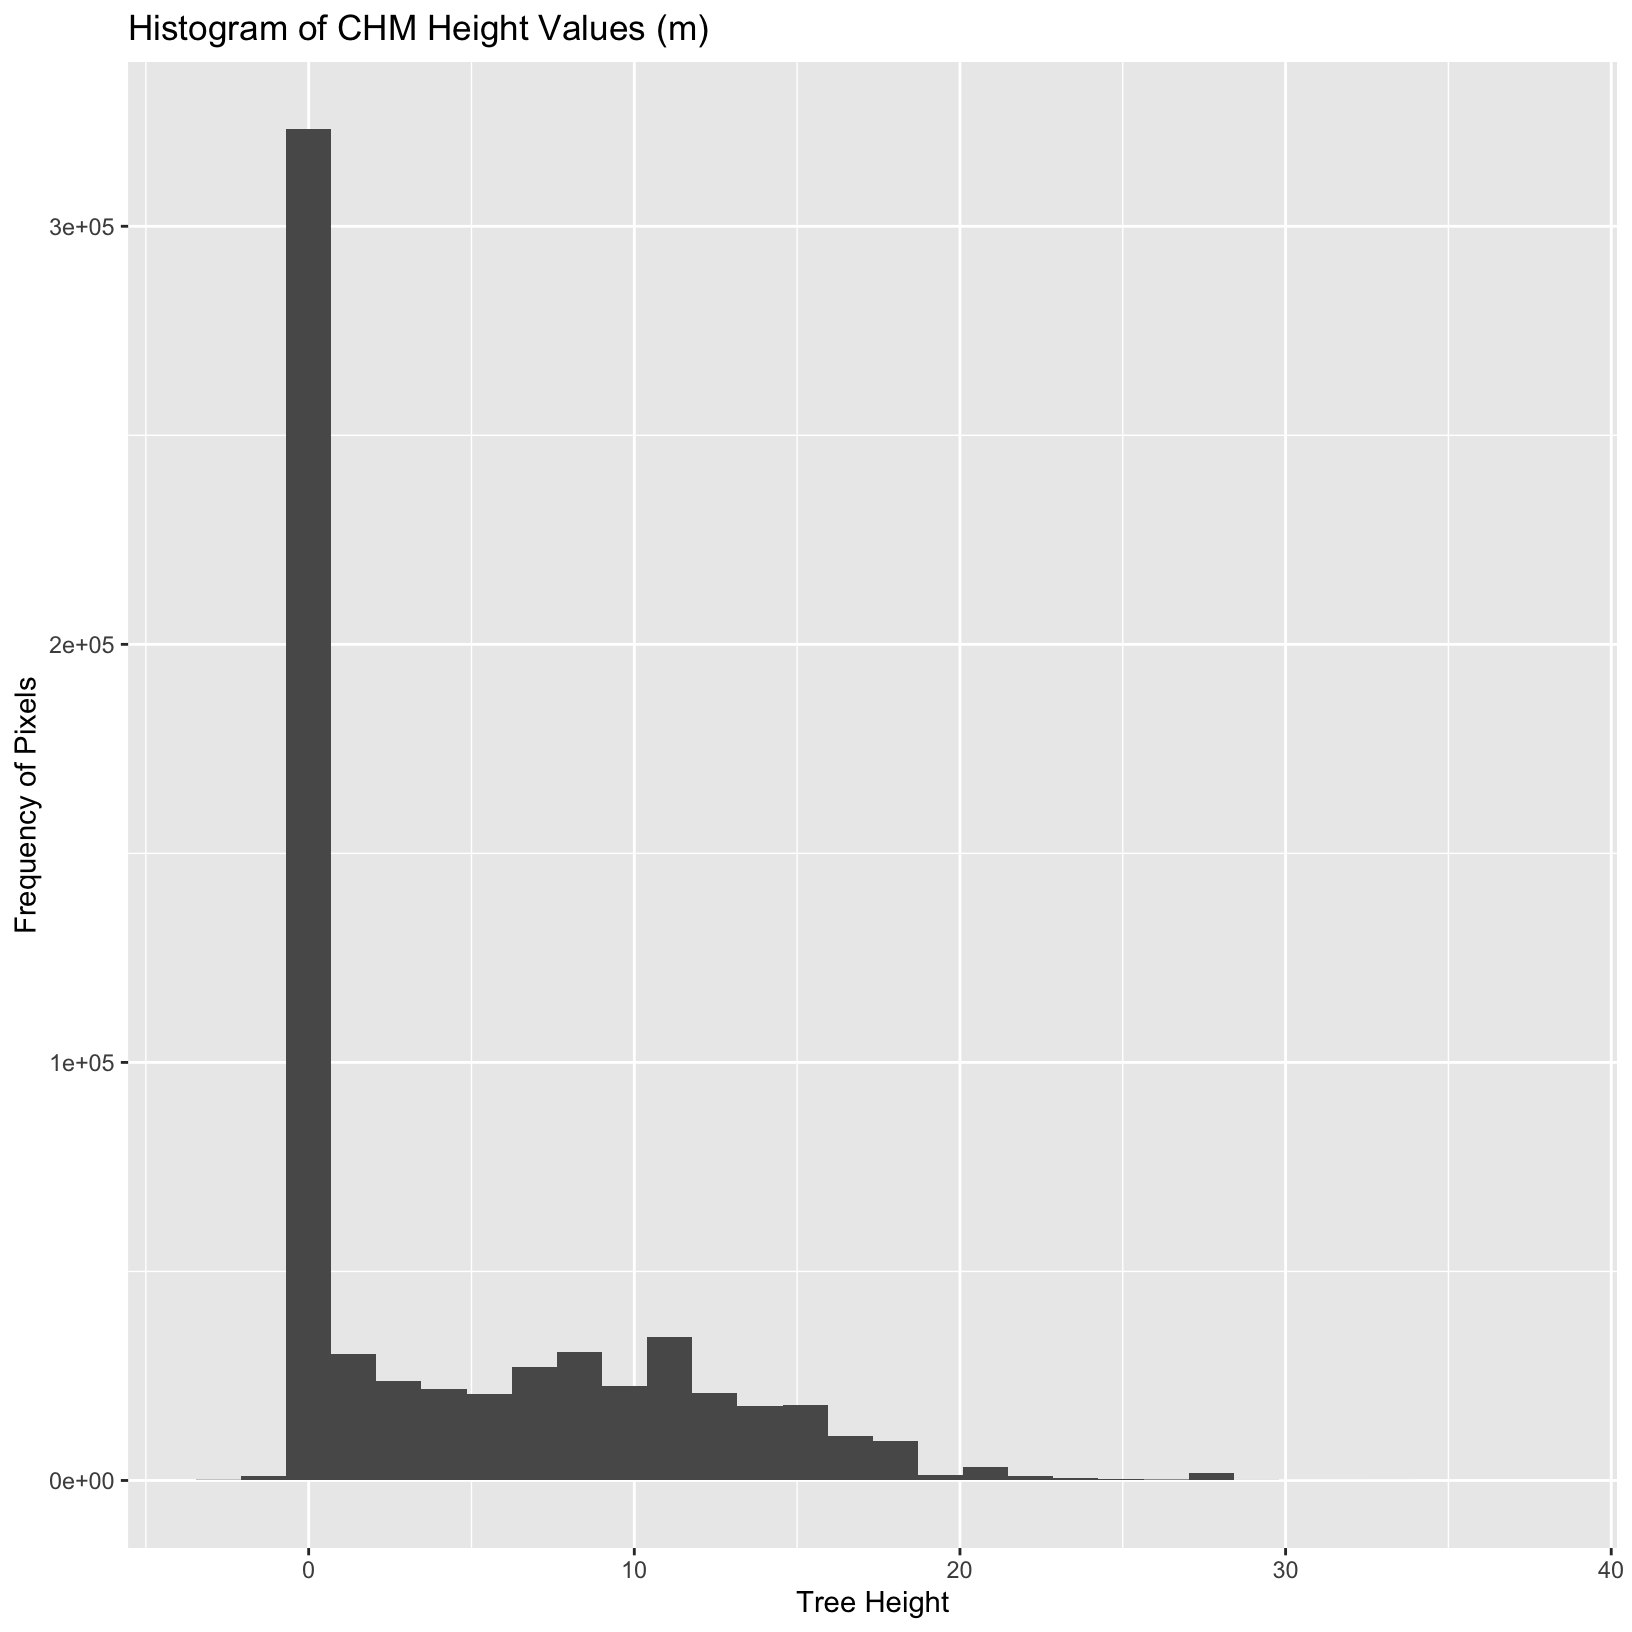 Histogram of CHM Height Values (m)
Frequency of Pixels
3e+05
2e+05
1e+05
0e+00
0
10
20
30
40
Tree Height